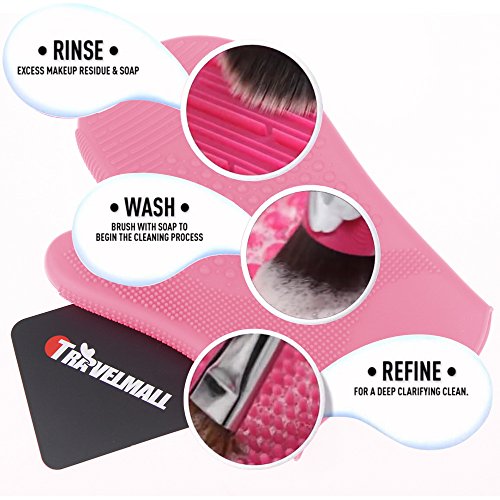 • RINSE •
EXCESS MAKEUP RESIDUE & SOAP
• WASH •
BRUSH WITH SOAP TO
BEGIN THE CLEANING PROCESS
• REFINE •
FOR A DEEP CLARIFYING CLEAN.
TRAVELMALL